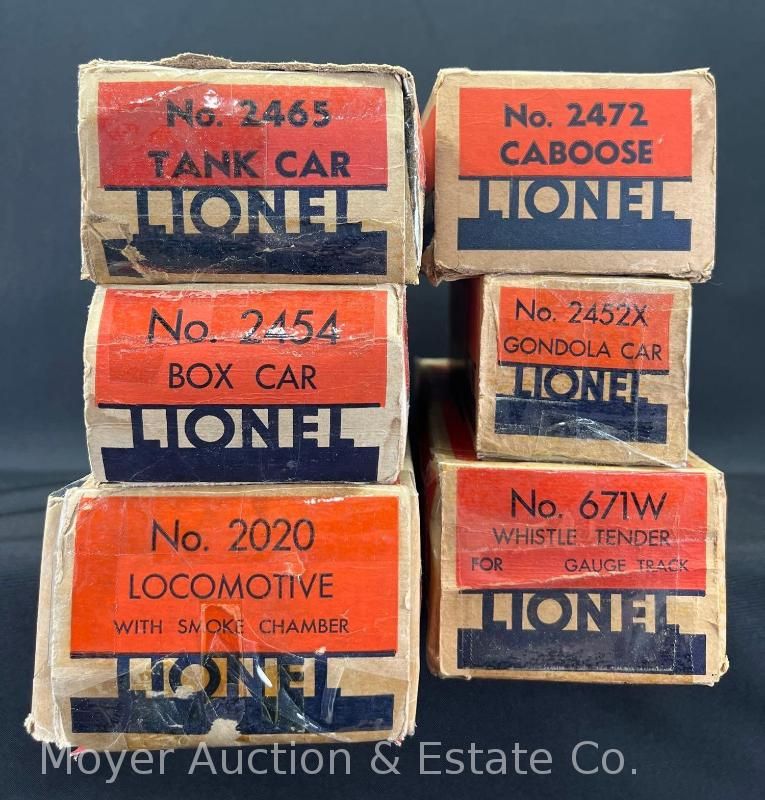 No. 2465
TANK CAR
LIONEL
No. 2472
CABOOSE
LIONEL
No. 2454
BOX CAR
LIONEL
No. 2452X
GONDOLA CAR
LIONEL
No. 2020
LOCOMOTIVE
WITH SMOKE CHAMBER
LIONEL
No. 671W
WHISTLE TENDER
FOR GAUGE TRACK
LIONEL
Moyer Auction & Estate Co.